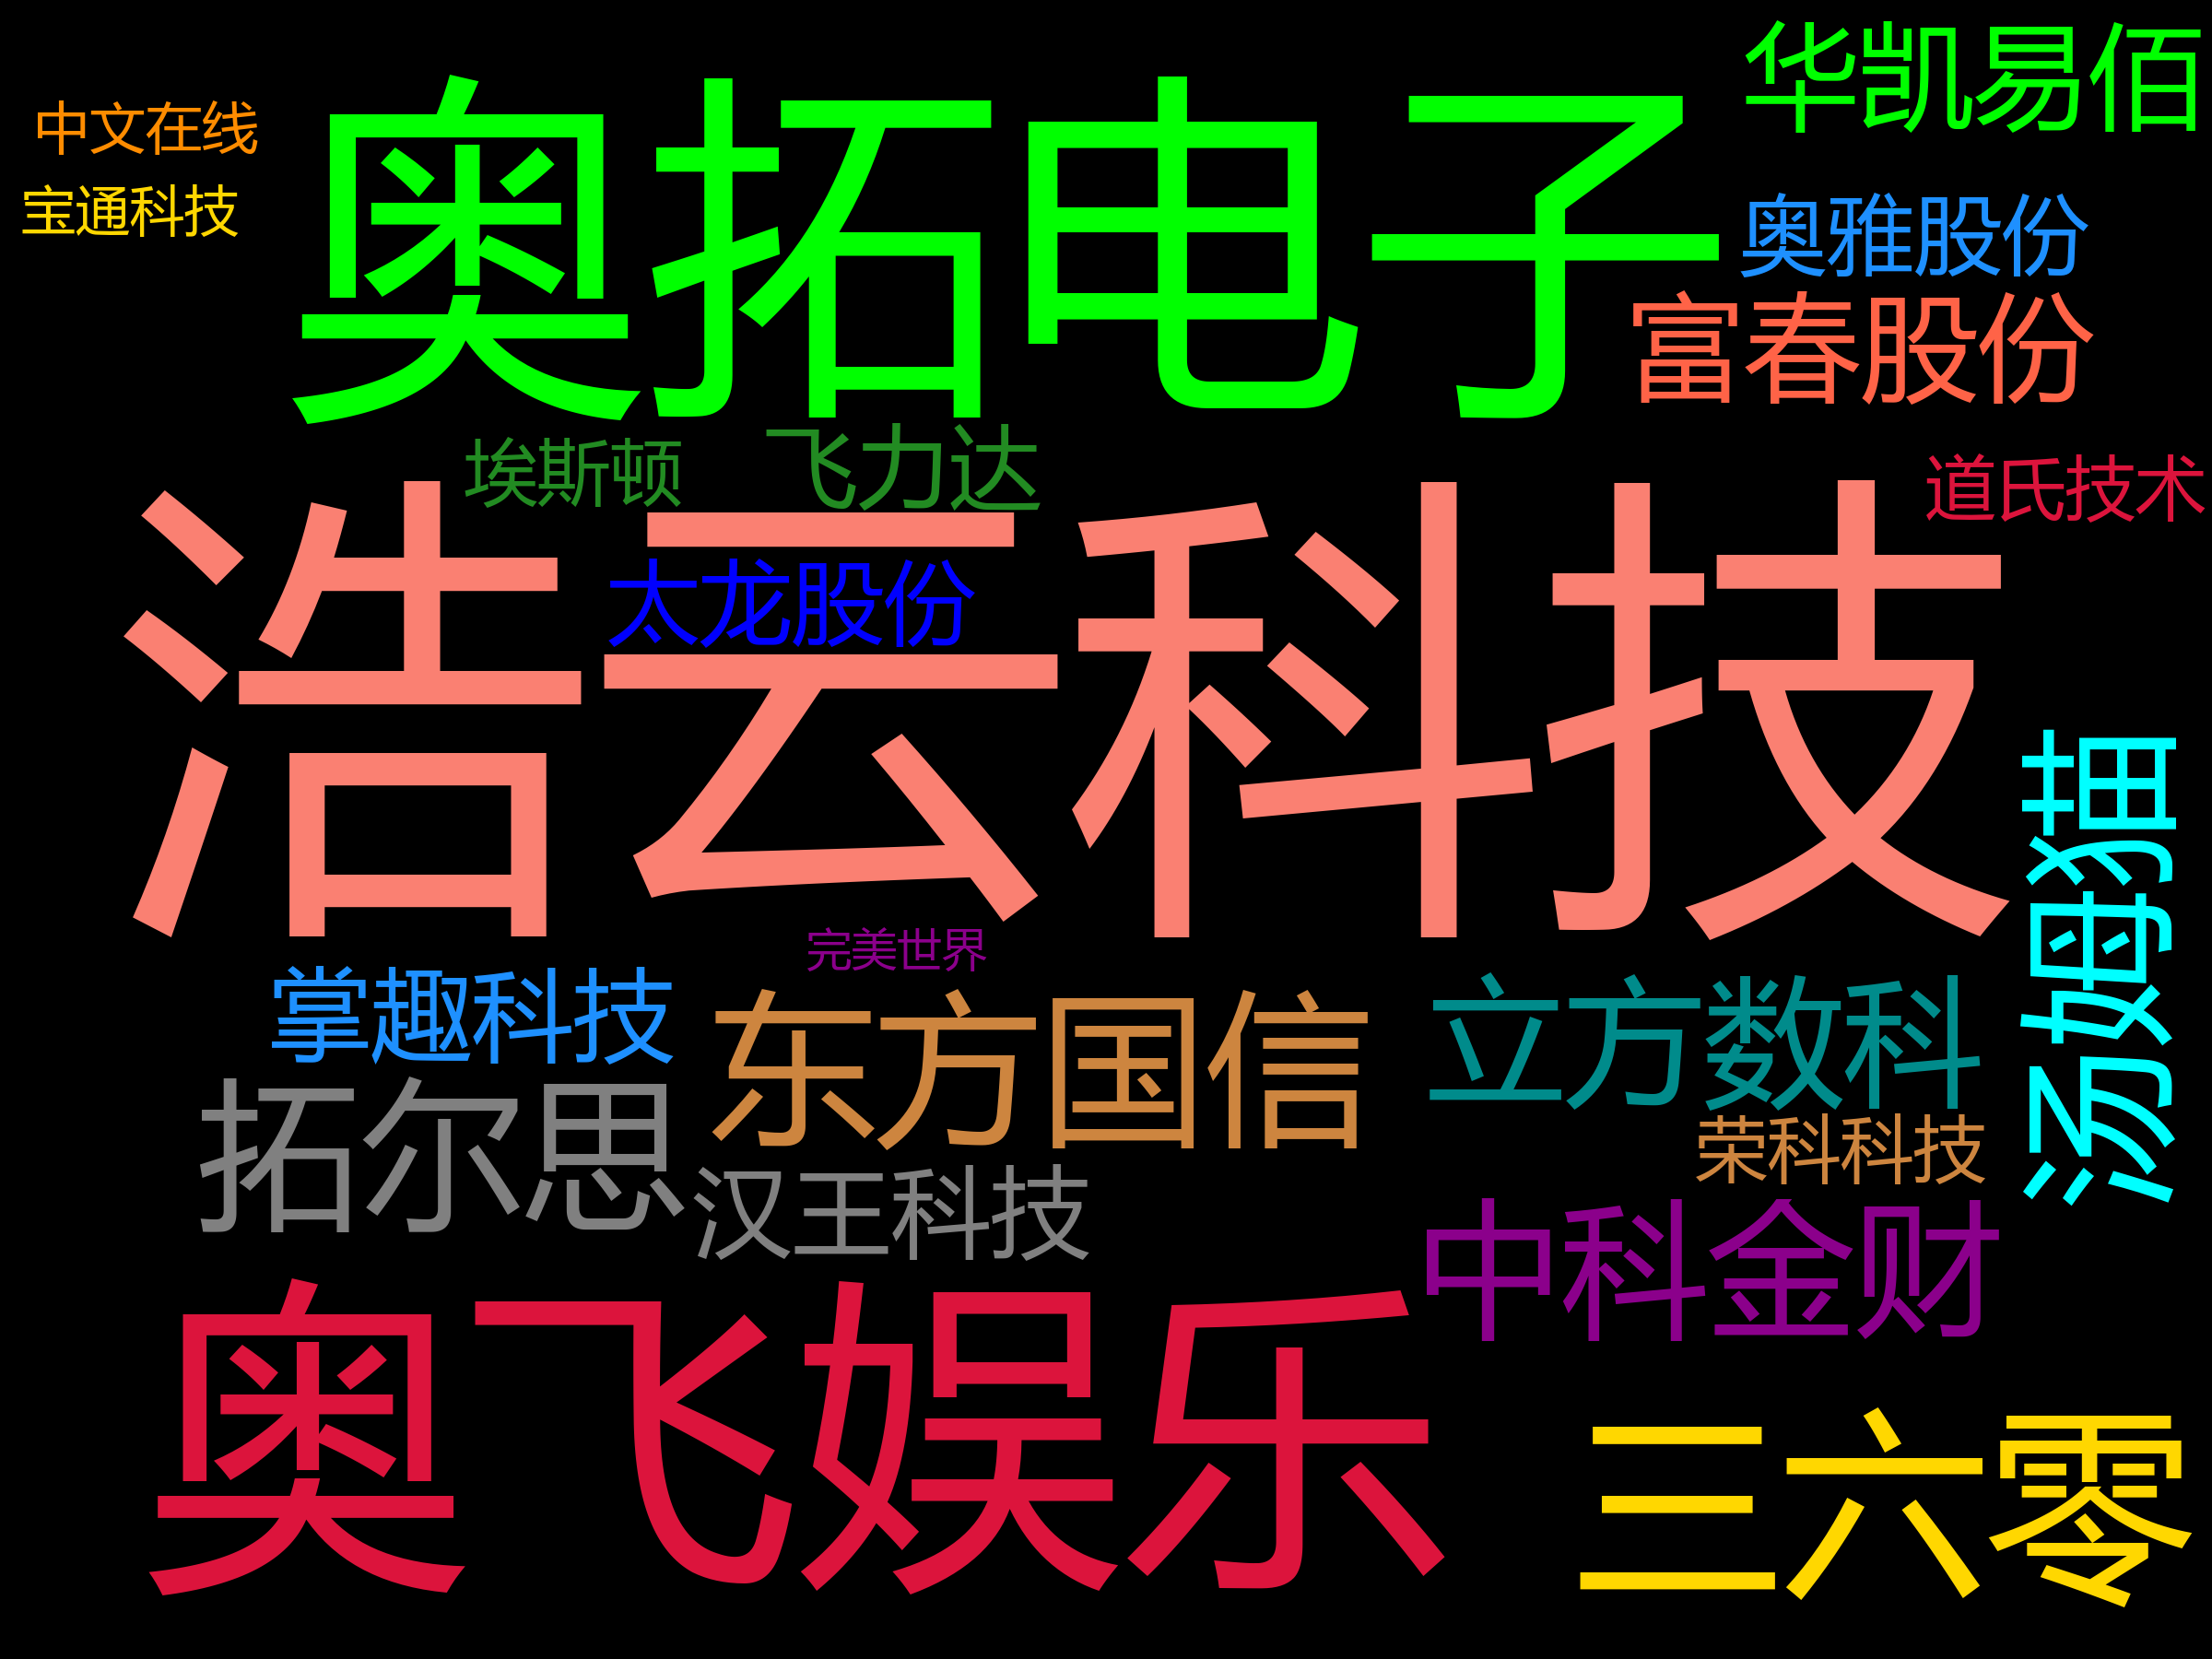 华凯易佰
中文在线
奥拓电子
宝通科技
奥雅股份
富春股份
埃斯顿
飞力达
道氏技术
浩云科技
太龙股份
汤姆猫
完美世界
掌趣科技
东方国信
立方数科
拓尔思
荣科科技
汉王科技
中科金财
奥飞娱乐
三六零